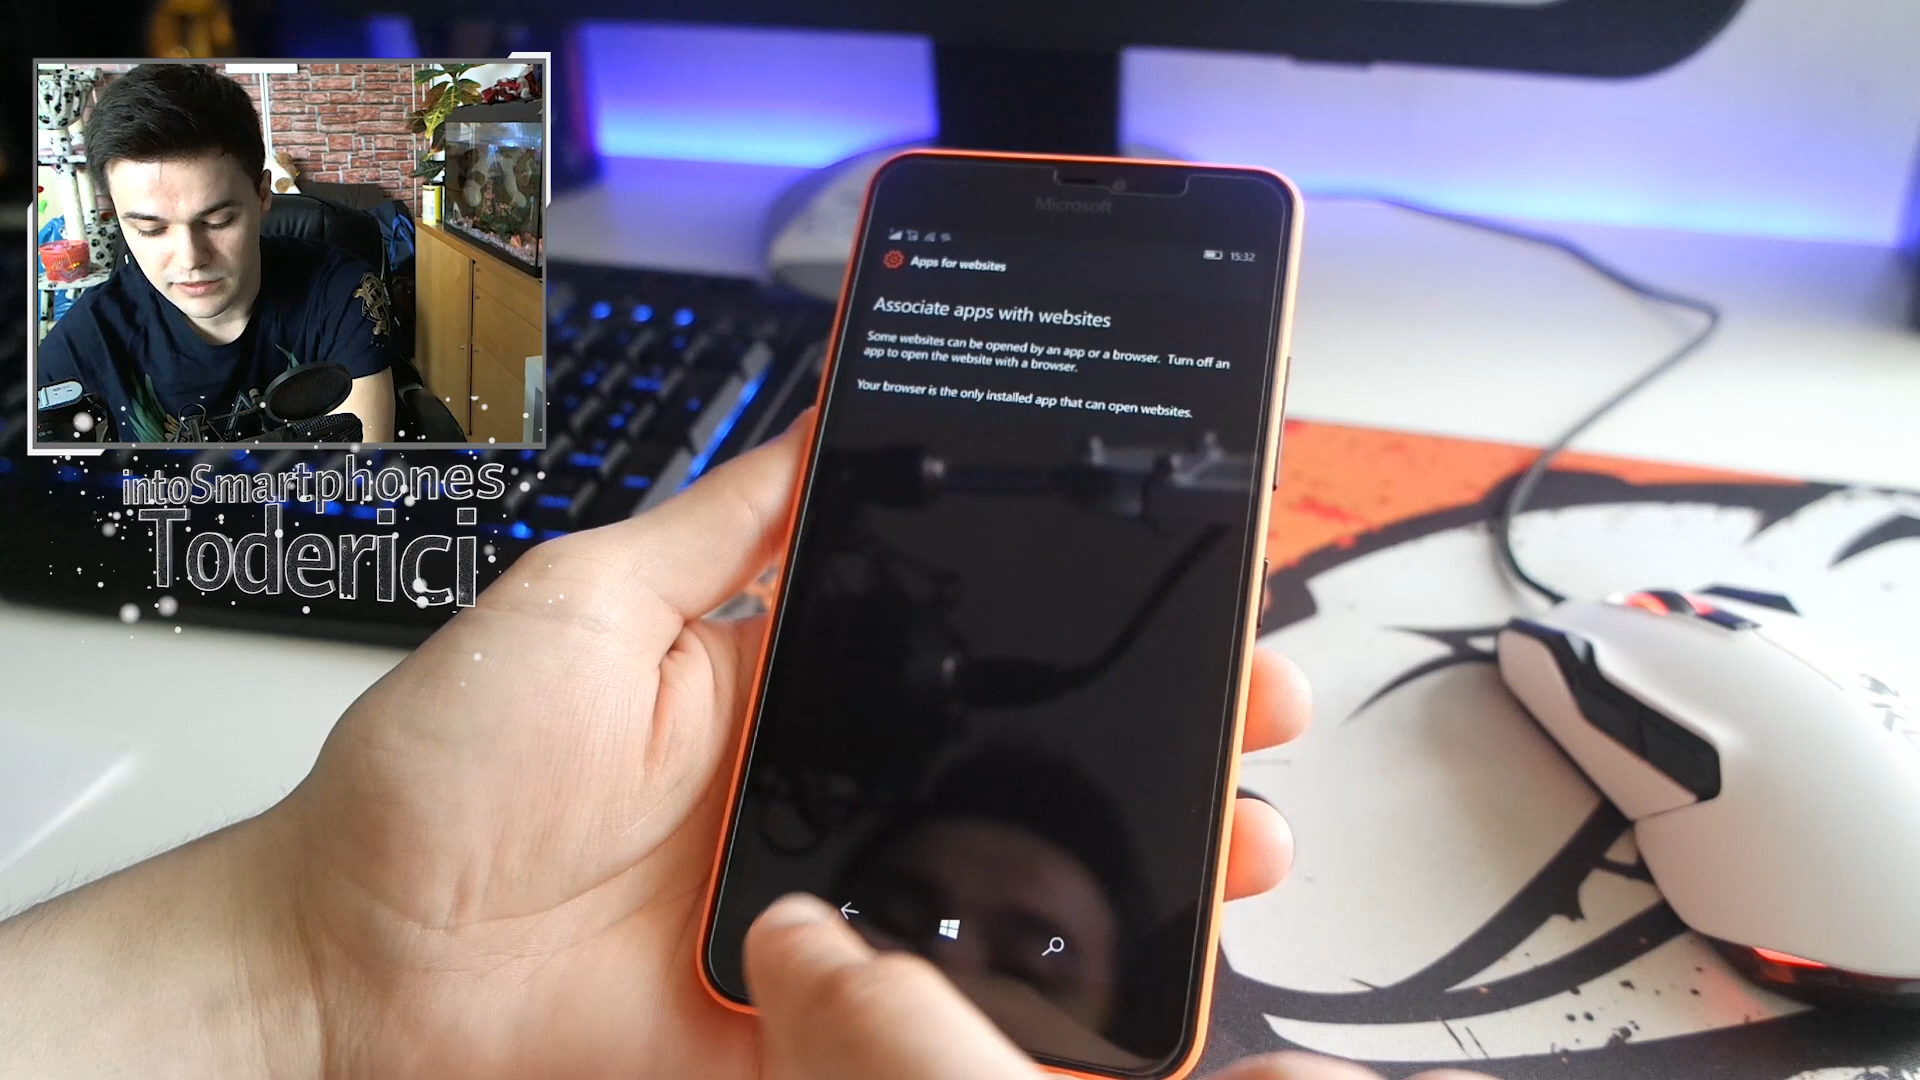 intoSmartphones
Toderici
Microsoft
15:32
Apps for websites
Associate apps with websites
Some websites can be opened by an app or a browser. Turn off an
app to open the website with a browser.
Your browser is the only installed app that can open websites.